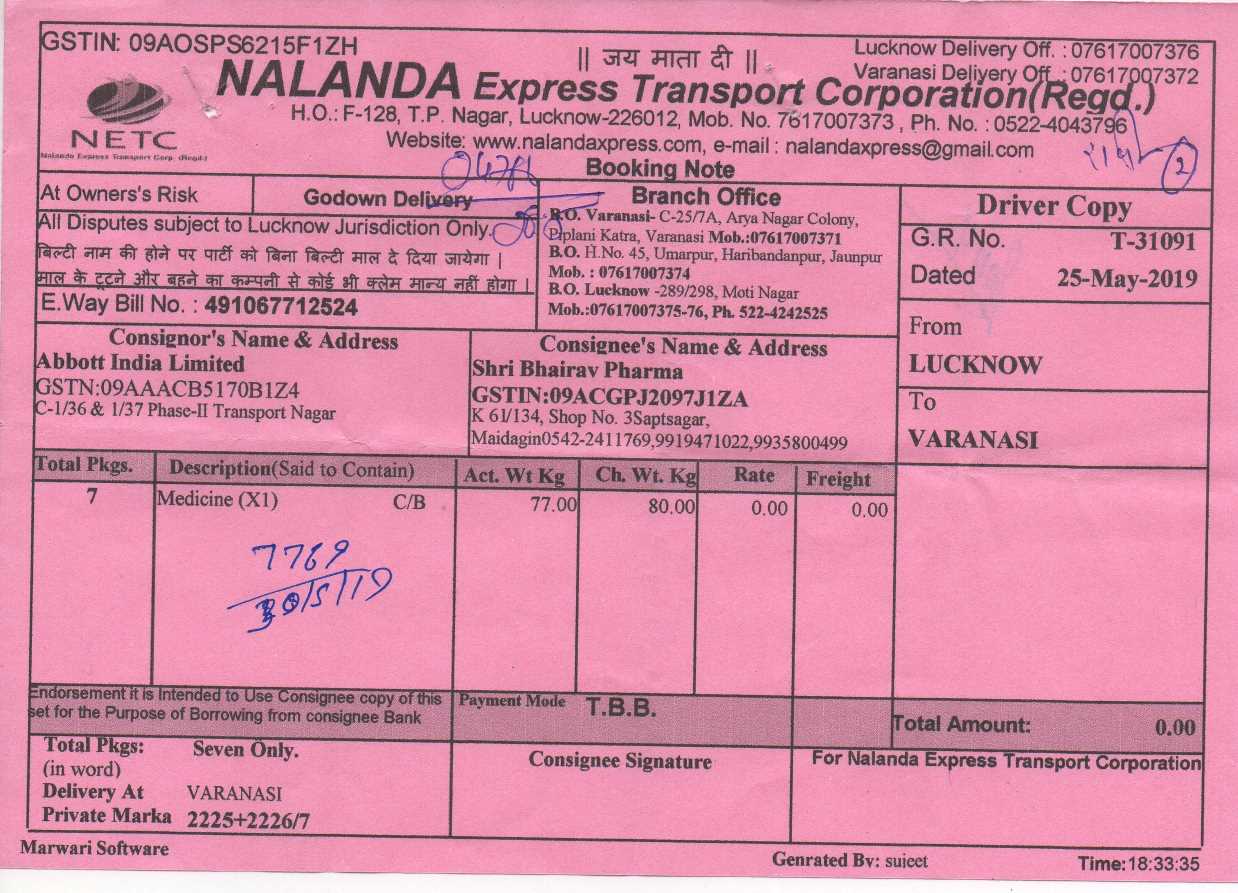 GSTIN: 09AOSPS6215F1ZH
|| जय माता दी ||
Lucknow Delivery Off. : 07617007376
Varanasi Delivery Off. : 07617007372
NALANDA Express Transport Corporation(Regd.)
NETC
Nalanda Express Transport Corp. (Regd.)
H.O.: F-128, T.P. Nagar, Lucknow-226012, Mob. No. 7617007373 , Ph. No. : 0522-4043796
Website: www.nalandaxpress.com, e-mail : nalandaxpress@gmail.com
2
Booking Note
At Owners's Risk
Godown Delivery
All Disputes subject to Lucknow Jurisdiction Only.
बिल्टी नाम की होने पर पार्टी को बिना बिल्टी माल दे दिया जायेगा |
माल के टूटने और बहने का कम्पनी से कोई भी क्लेम मान्य नहीं होगा |
E.Way Bill No. : 491067712524
Branch Office
B.O. Varanasi- C-25/7A, Arya Nagar Colony,
Piplani Katra, Varanasi Mob.:07617007371
B.O. H.No. 45, Umarpur, Haribandanpur, Jaunpur
Mob. : 07617007374
B.O. Lucknow -289/298, Moti Nagar
Mob.:07617007375-76, Ph. 522-4242525
Driver Copy
G.R. No. T-31091
Dated 25-May-2019
From
LUCKNOW
To
VARANASI
Consignor's Name & Address
Abbott India Limited
GSTN:09AAACB5170B1Z4
C-1/36 & 1/37 Phase-II Transport Nagar
Consignee's Name & Address
Shri Bhairav Pharma
GSTIN:09ACGPJ2097J1ZA
K 61/134, Shop No. 3Saptsagar,
Maidagin0542-2411769,9919471022,9935800499
Total Pkgs. Description(Said to Contain) Act. Wt Kg Ch. Wt. Kg Rate Freight
7 Medicine (X1) C/B 77.00 80.00 0.00 0.00
7769
30/5/19
Endorsement it is Intended to Use Consignee copy of this
set for the Purpose of Borrowing from consignee Bank
Payment Mode T.B.B.
Total Amount: 0.00
Total Pkgs: Seven Only.
(in word)
Delivery At VARANASI
Private Marka 2225+2226/7
Consignee Signature
For Nalanda Express Transport Corporation
Marwari Software
Genrated By: sujeet
Time:18:33:35